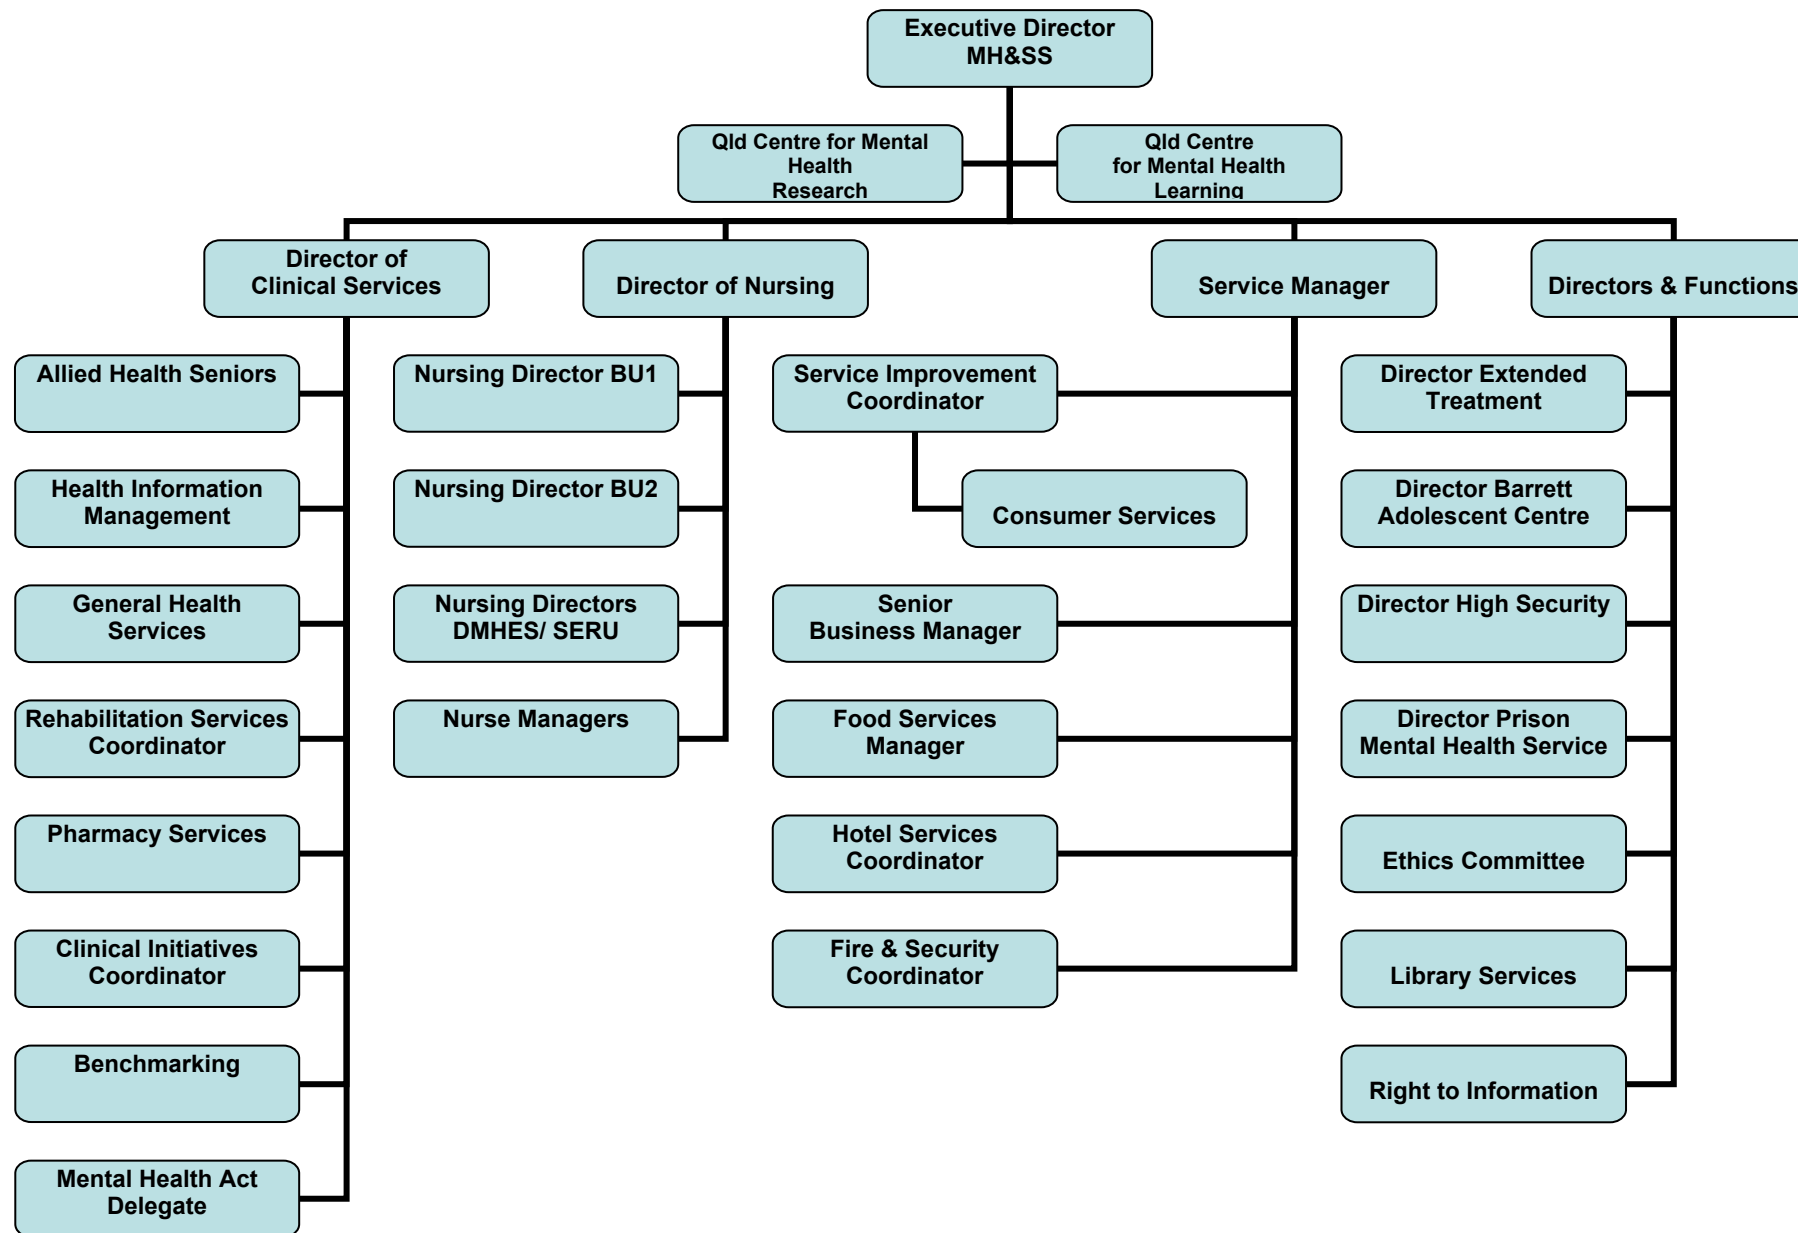 Executive Director
MH&SS
Qld Centre for Mental
Health
Research
Qld Centre
for Mental Health
Learning
Director of
Clinical Services
Director of Nursing
Service Manager
Directors & Functions
Allied Health Seniors
Health Information
Management
General Health
Services
Rehabilitation Services
Coordinator
Pharmacy Services
Clinical Initiatives
Coordinator
Benchmarking
Mental Health Act
Delegate
Nursing Director BU1
Nursing Director BU2
Nursing Directors
DMHES/ SERU
Nurse Managers
Service Improvement
Coordinator
Consumer Services
Senior
Business Manager
Food Services
Manager
Hotel Services
Coordinator
Fire & Security
Coordinator
Director Extended
Treatment
Director Barrett
Adolescent Centre
Director High Security
Director Prison
Mental Health Service
Ethics Committee
Library Services
Right to Information